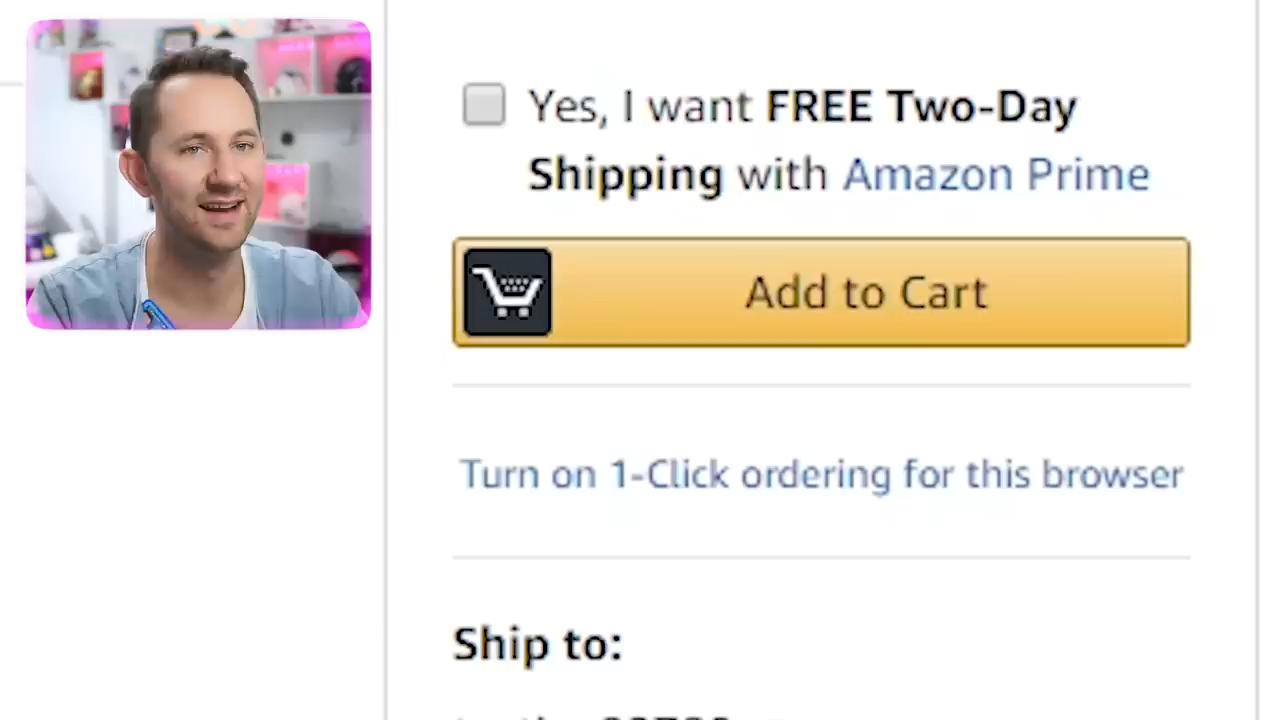 Yes, I want FREE Two-Day
Shipping with Amazon Prime
Add to Cart
Turn on 1-Click ordering for this browser
Ship to: